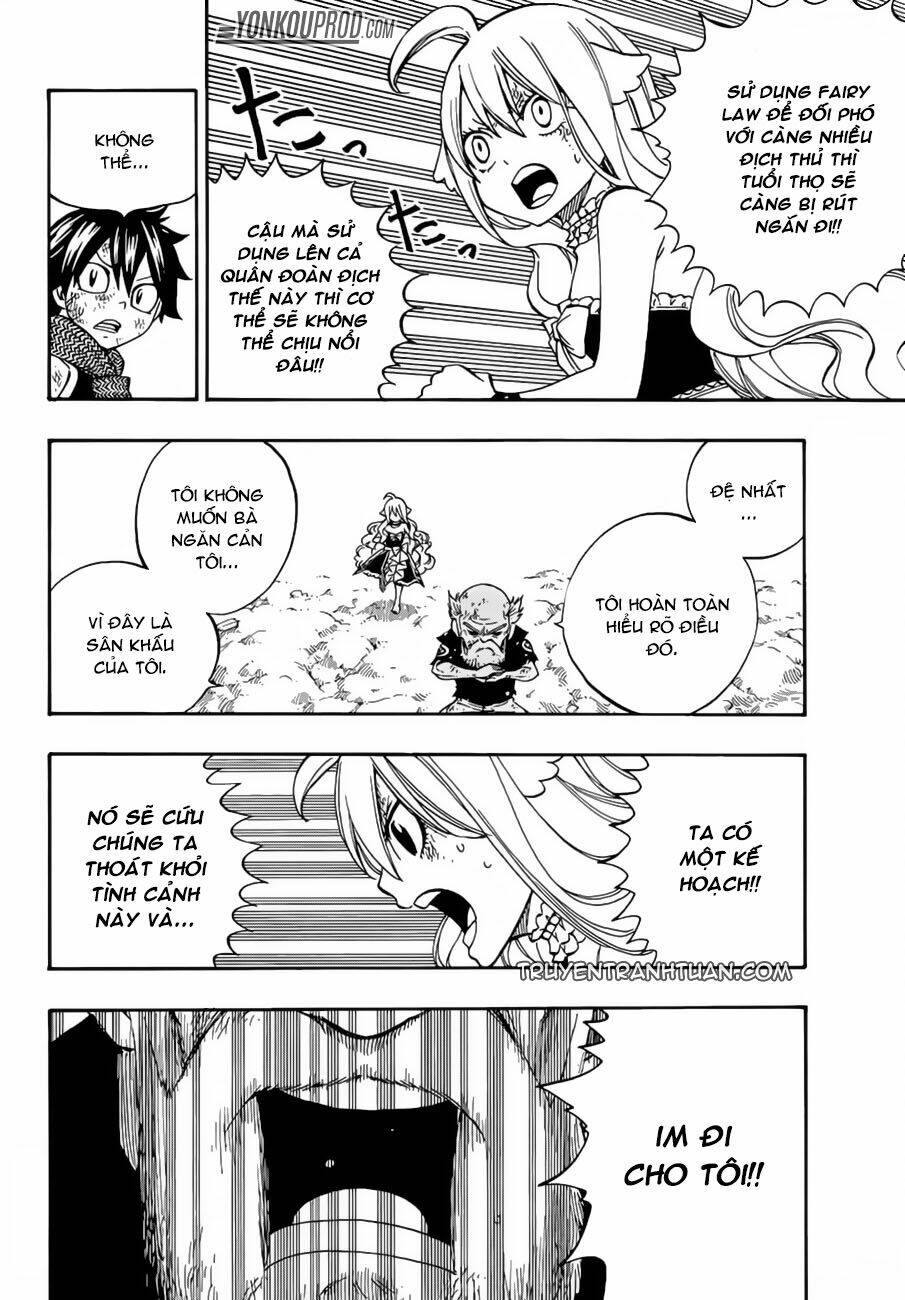 YONKOUPROD.COM
SỬ DỤNG FAIRY
LAW ĐỂ ĐỐI PHÓ
VỚI CÀNG NHIỀU
ĐỊCH THỦ THÌ
TUỔI THỌ SẼ
CÀNG BỊ RÚT
NGẮN ĐI!!
たっ
たっ
CẬU MÀ SỬ
DỤNG LÊN CẢ
QUÂN ĐOÀN ĐỊCH
THẾ NÀY THÌ CƠ
THỂ SẼ KHÔNG
THỂ CHỊU NỔI
ĐÂU!!
KHÔNG
THỂ...
ĐỆ NHẤT
...
TÔI HOÀN TOÀN
HIỂU RÕ ĐIỀU
ĐÓ.
TÔI KHÔNG
MUỐN BÀ
NGĂN CẢN
TÔI...
VÌ ĐÂY LÀ
SÂN KHẤU
CỦA TÔI.
TA CÓ
MỘT KẾ
HOẠCH!!
NÓ SẼ CỨU
CHÚNG TA
THOÁT KHỎI
TÌNH CẢNH
NÀY VÀ...
TRUYENTRANHTUAN.COM
IM ĐI
CHO TÔI!!